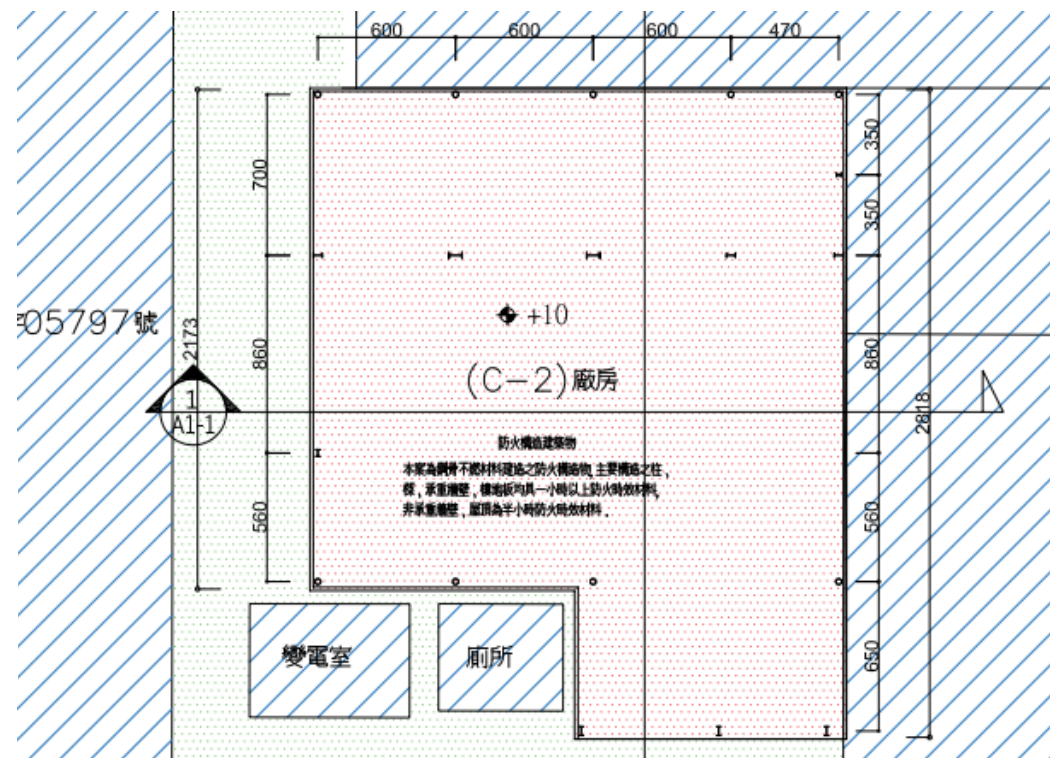 600 600 600 470
350
700
350
+10
05797號
2173
860
860
(C-2)廠房
1
A1-1
2818
防火構造建築物
本案為鋼骨不燃材料建造之防火構造物,主要構造之柱,
樑,承重牆壁,樓地板均具一小時以上防火時效材料,
非承重牆壁,屋頂為半小時防火時效材料.
560
560
變電室
廁所
650